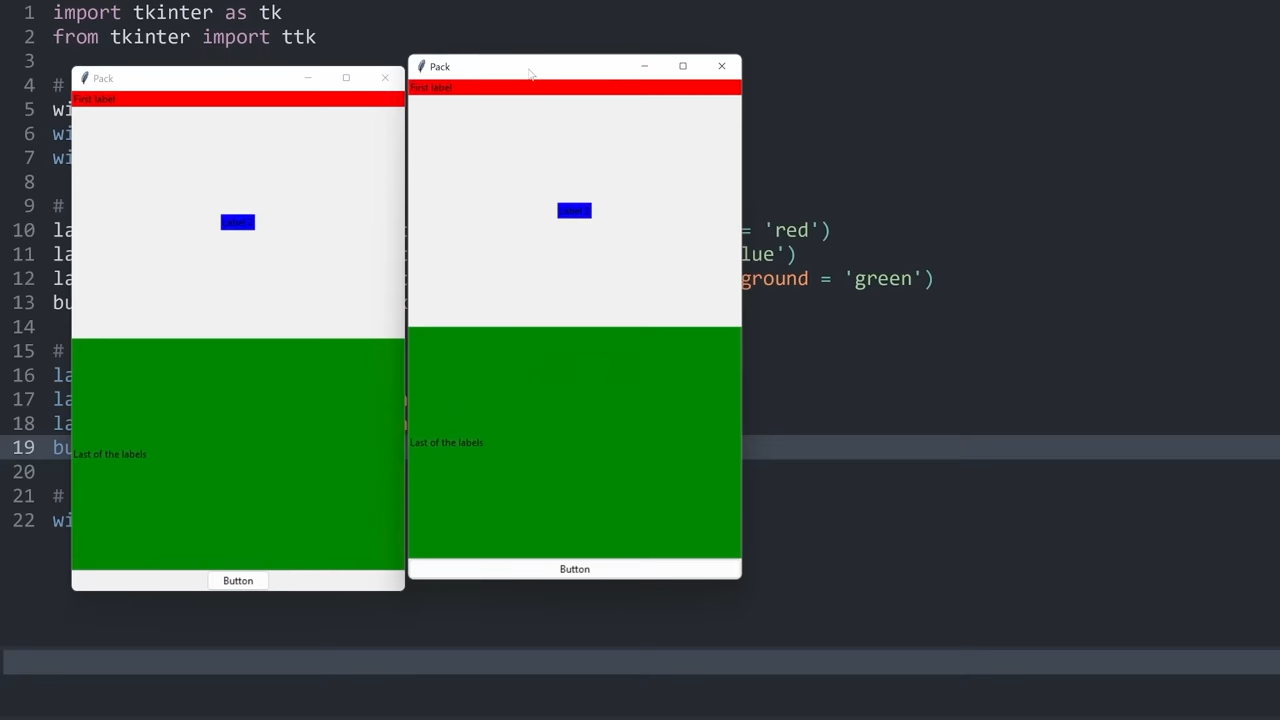 1 import tkinter as tk
2 from tkinter import ttk
3
4 #
5 wi
6 wi
7 wi
8
9 #
10 la = 'red')
11 la lue')
12 la ground = 'green')
13 bu
14
15 #
16 la
17 la
18 la
19 bu
20
21 #
22 wi
Pack
First label
Last of the labels
Button
Pack
First label
Last of the labels
Button